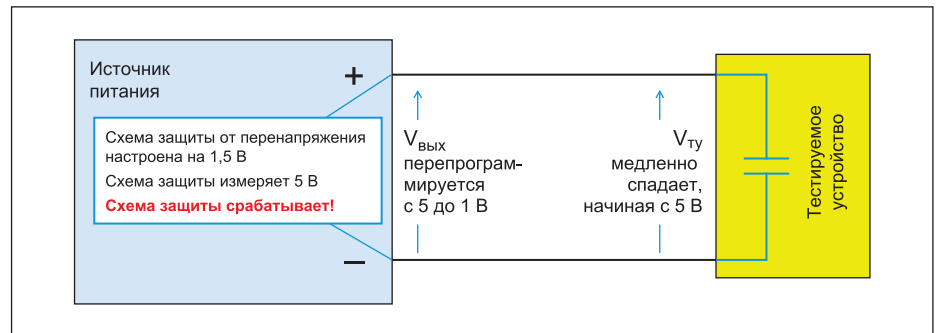 Источник
питания
+
Схема защиты от перенапряжения
настроена на 1,5 В
Схема защиты измеряет 5 В
Схема защиты срабатывает!
–
Vвых
перепрограм-
мируется
с 5 до 1 В
Vту
медленно
спадает,
начиная с 5 В
Тестируемое
устройство